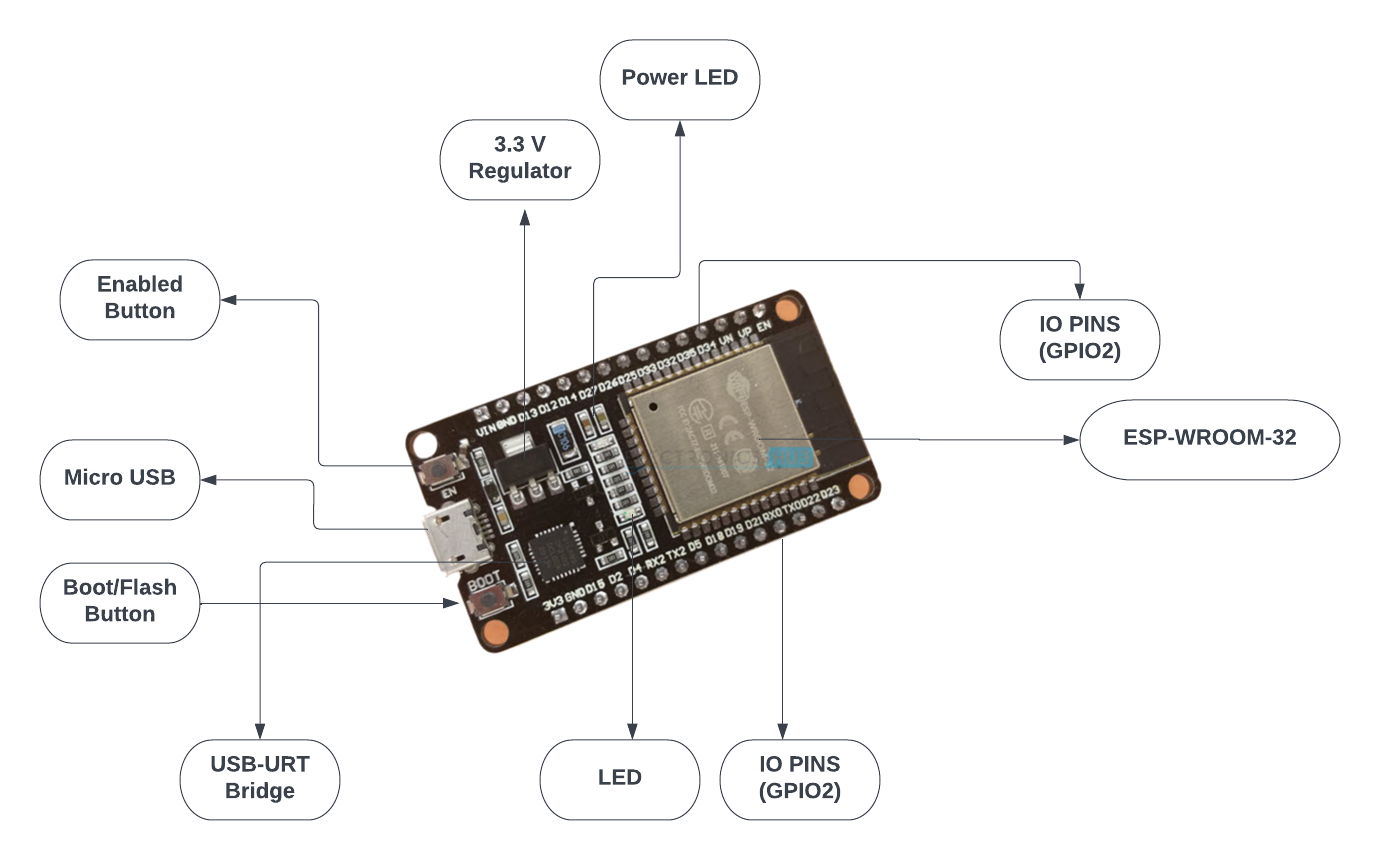 Power LED
3.3 V
Regulator
Enabled
Button
IO PINS
(GPIO2)
ESP-WROOM-32
Micro USB
Boot/Flash
Button
USB-URT
Bridge
LED
IO PINS
(GPIO2)
VIN GND D13 D12 D14 D27 D26 D25 D33 D32 D35 D34 VN VP EN
EN
BOOT
3V3 GND D15 D2 D4 RX2 TX2 D5 D18 D19 D21 RX0 TX0 D22 D23